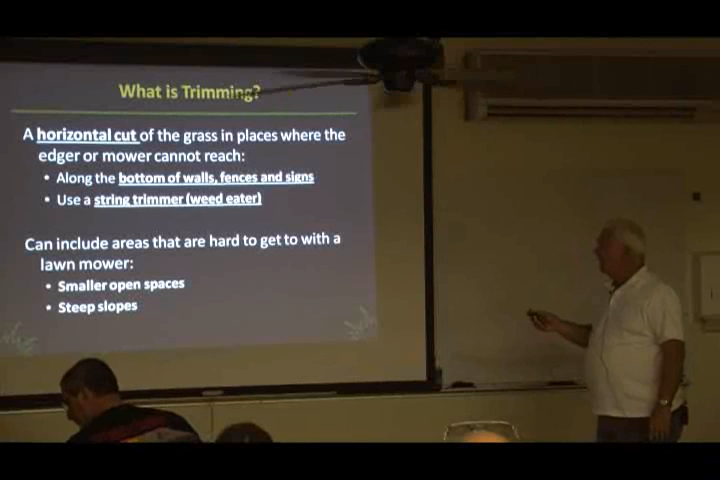 What is Trimming?
A horizontal cut of the grass in places where the
edger or mower cannot reach:
• Along the bottom of walls, fences and signs
• Use a string trimmer (weed eater)
Can include areas that are hard to get to with a
lawn mower:
• Smaller open spaces
• Steep slopes